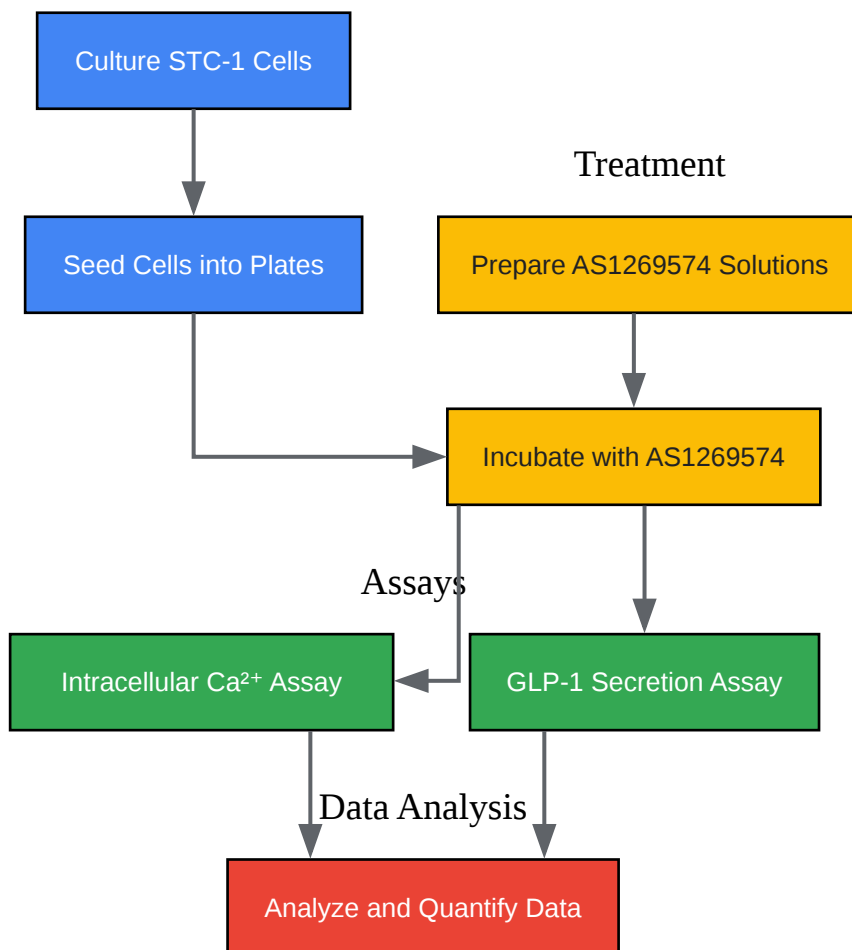 Culture STC-1 Cells
Treatment
Seed Cells into Plates
Prepare AS1269574 Solutions
Incubate with AS1269574
Assays
Intracellular Ca²⁺ Assay
GLP-1 Secretion Assay
Data Analysis
Analyze and Quantify Data